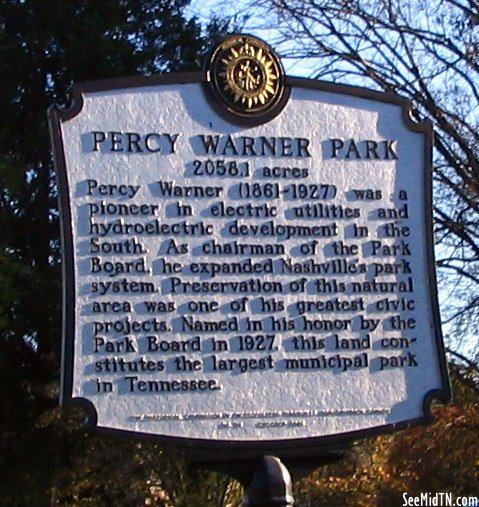 PERCY WARNER PARK
2058.1 acres
Percy Warner (1861-1927) was a
pioneer in electric utilities and
hydroelectric development in the
South. As chairman of the Park
Board, he expanded Nashville's park
system. Preservation of this natural
area was one of his greatest civic
projects. Named in his honor by the
Park Board in 1927, this land con-
stitutes the largest municipal park
in Tennessee.
SeeMidTN.com